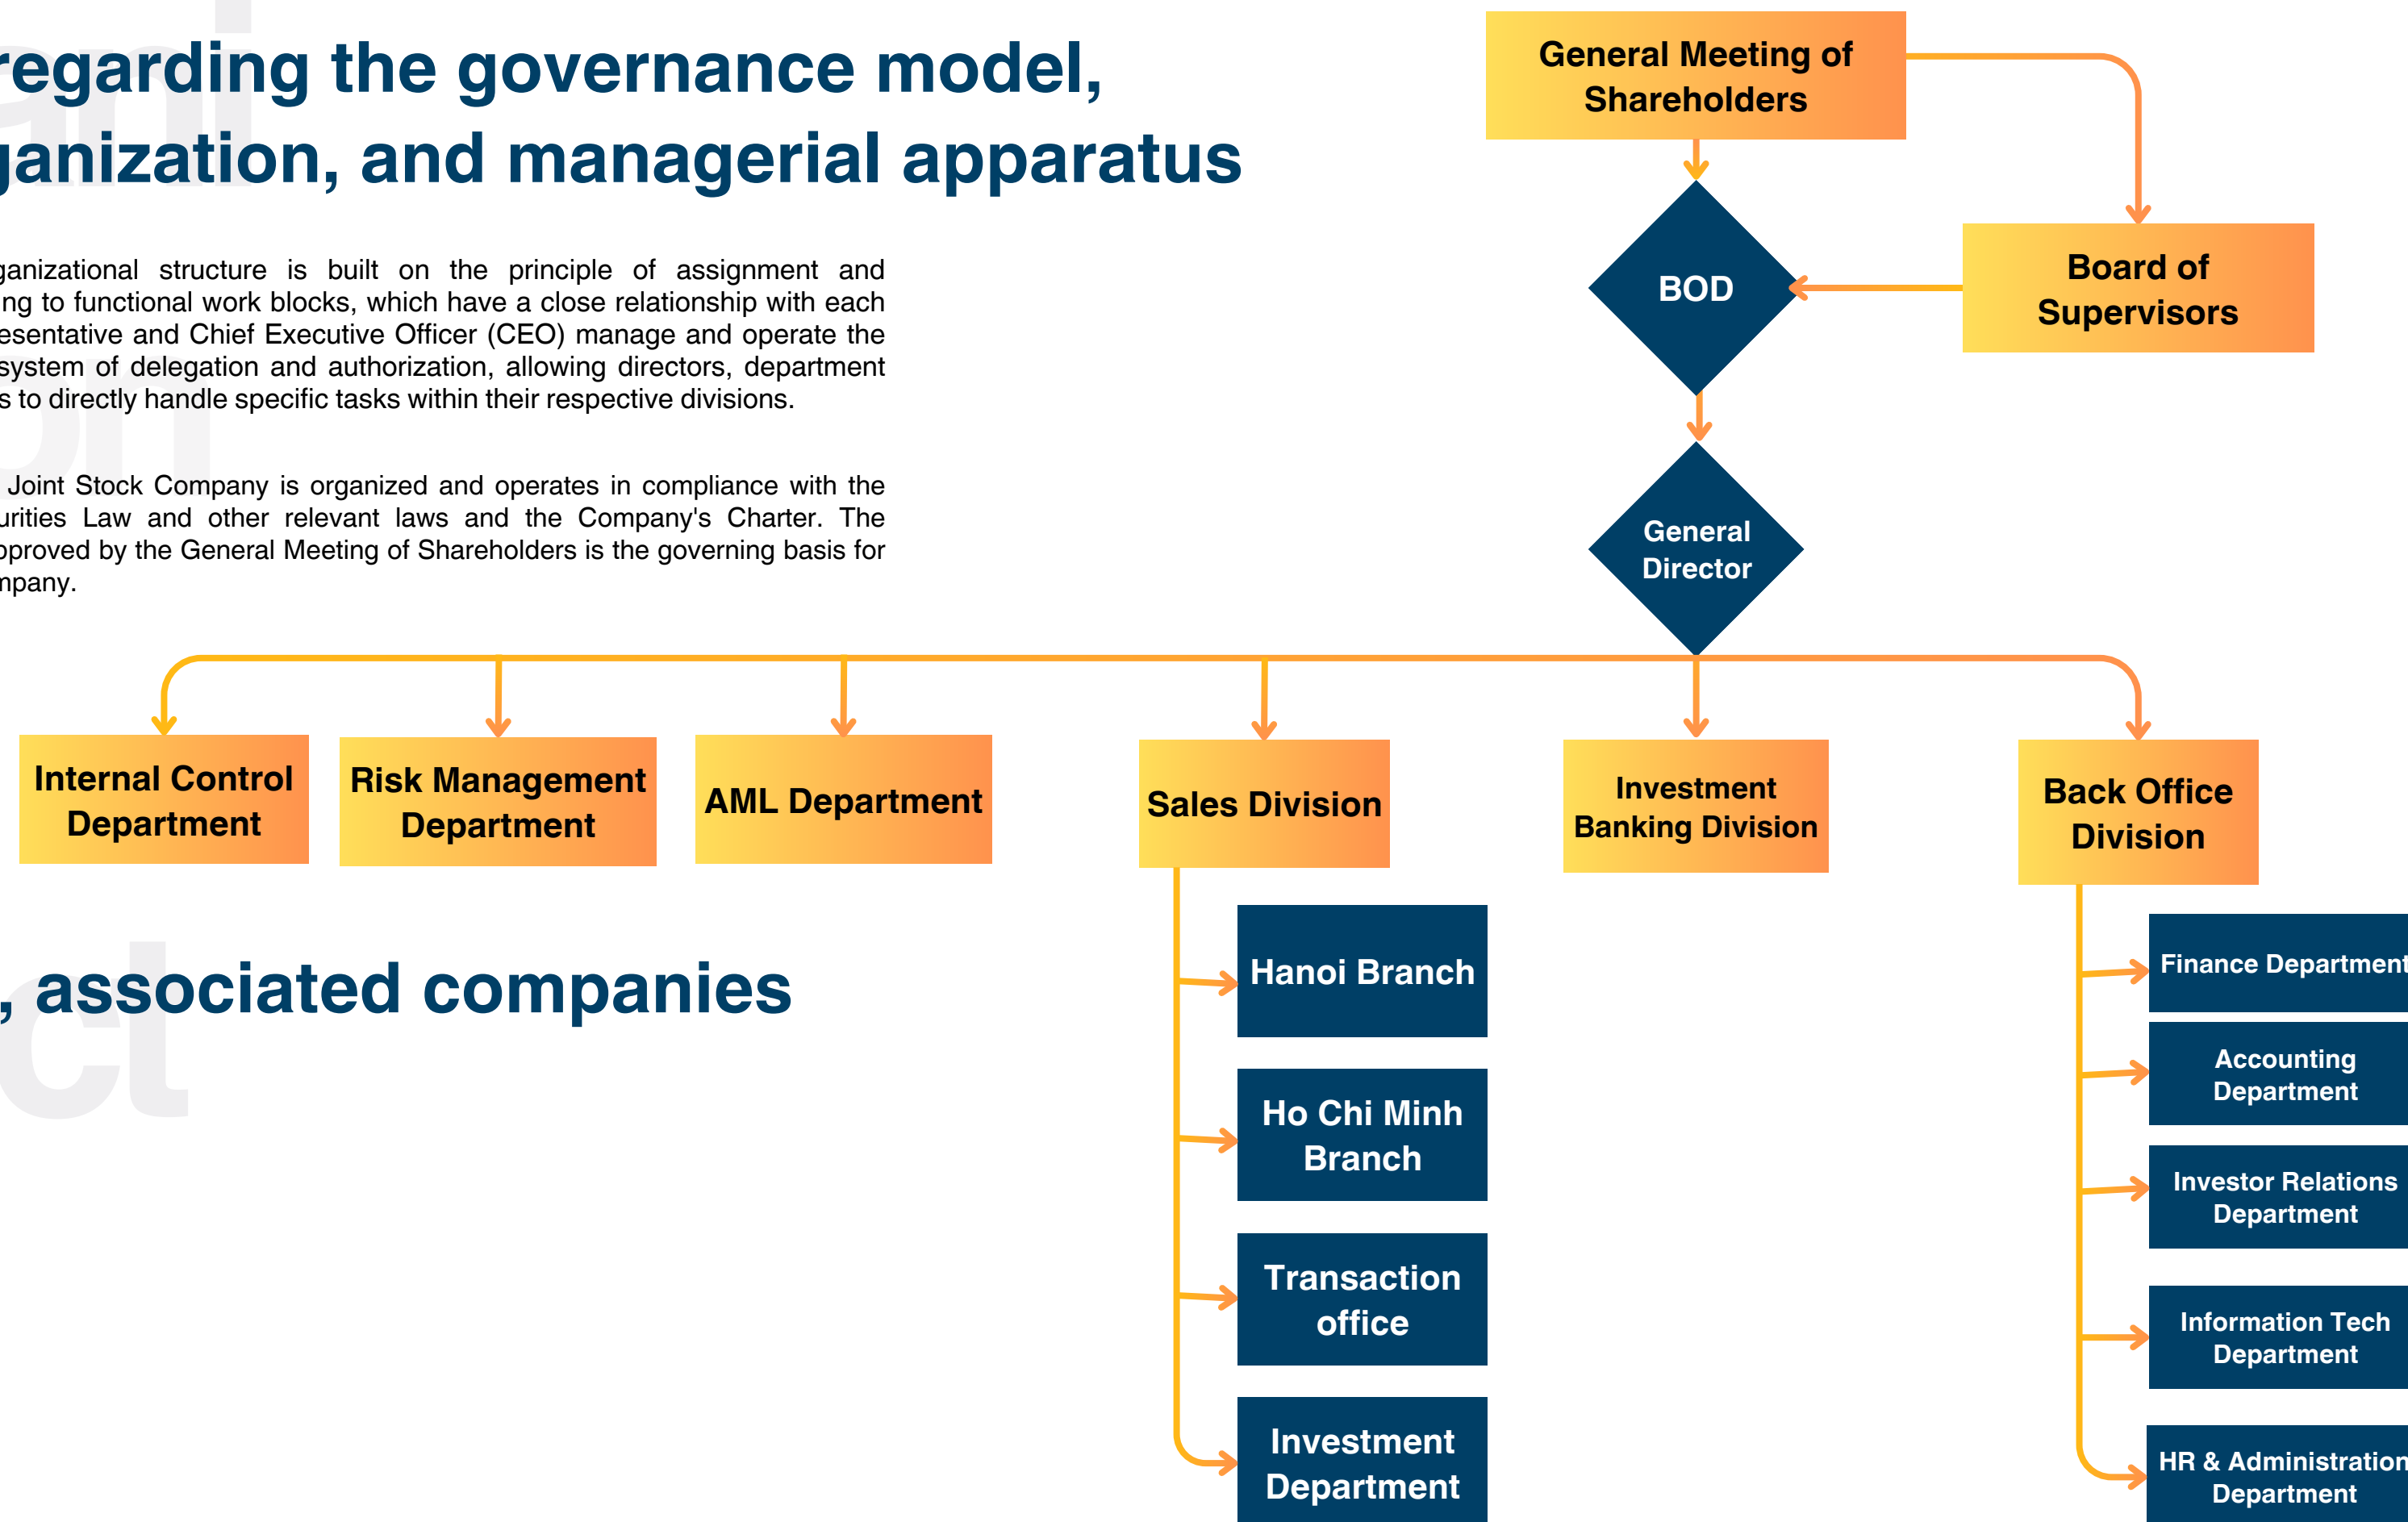 regarding the governance model,
ganization, and managerial apparatus
ganizational structure is built on the principle of assignment and
ing to functional work blocks, which have a close relationship with each
esentative and Chief Executive Officer (CEO) manage and operate the
system of delegation and authorization, allowing directors, department
s to directly handle specific tasks within their respective divisions.
Joint Stock Company is organized and operates in compliance with the
urities Law and other relevant laws and the Company's Charter. The
pproved by the General Meeting of Shareholders is the governing basis for
mpany.
General Meeting of
Shareholders
BOD
Board of
Supervisors
General
Director
Internal Control
Department
Risk Management
Department
AML Department
Sales Division
Investment
Banking Division
Back Office
Division
Hanoi Branch
Ho Chi Minh
Branch
Transaction
office
Investment
Department
Finance Department
Accounting
Department
Investor Relations
Department
Information Tech
Department
HR & Administration
Department
, associated companies
ani
on
ct